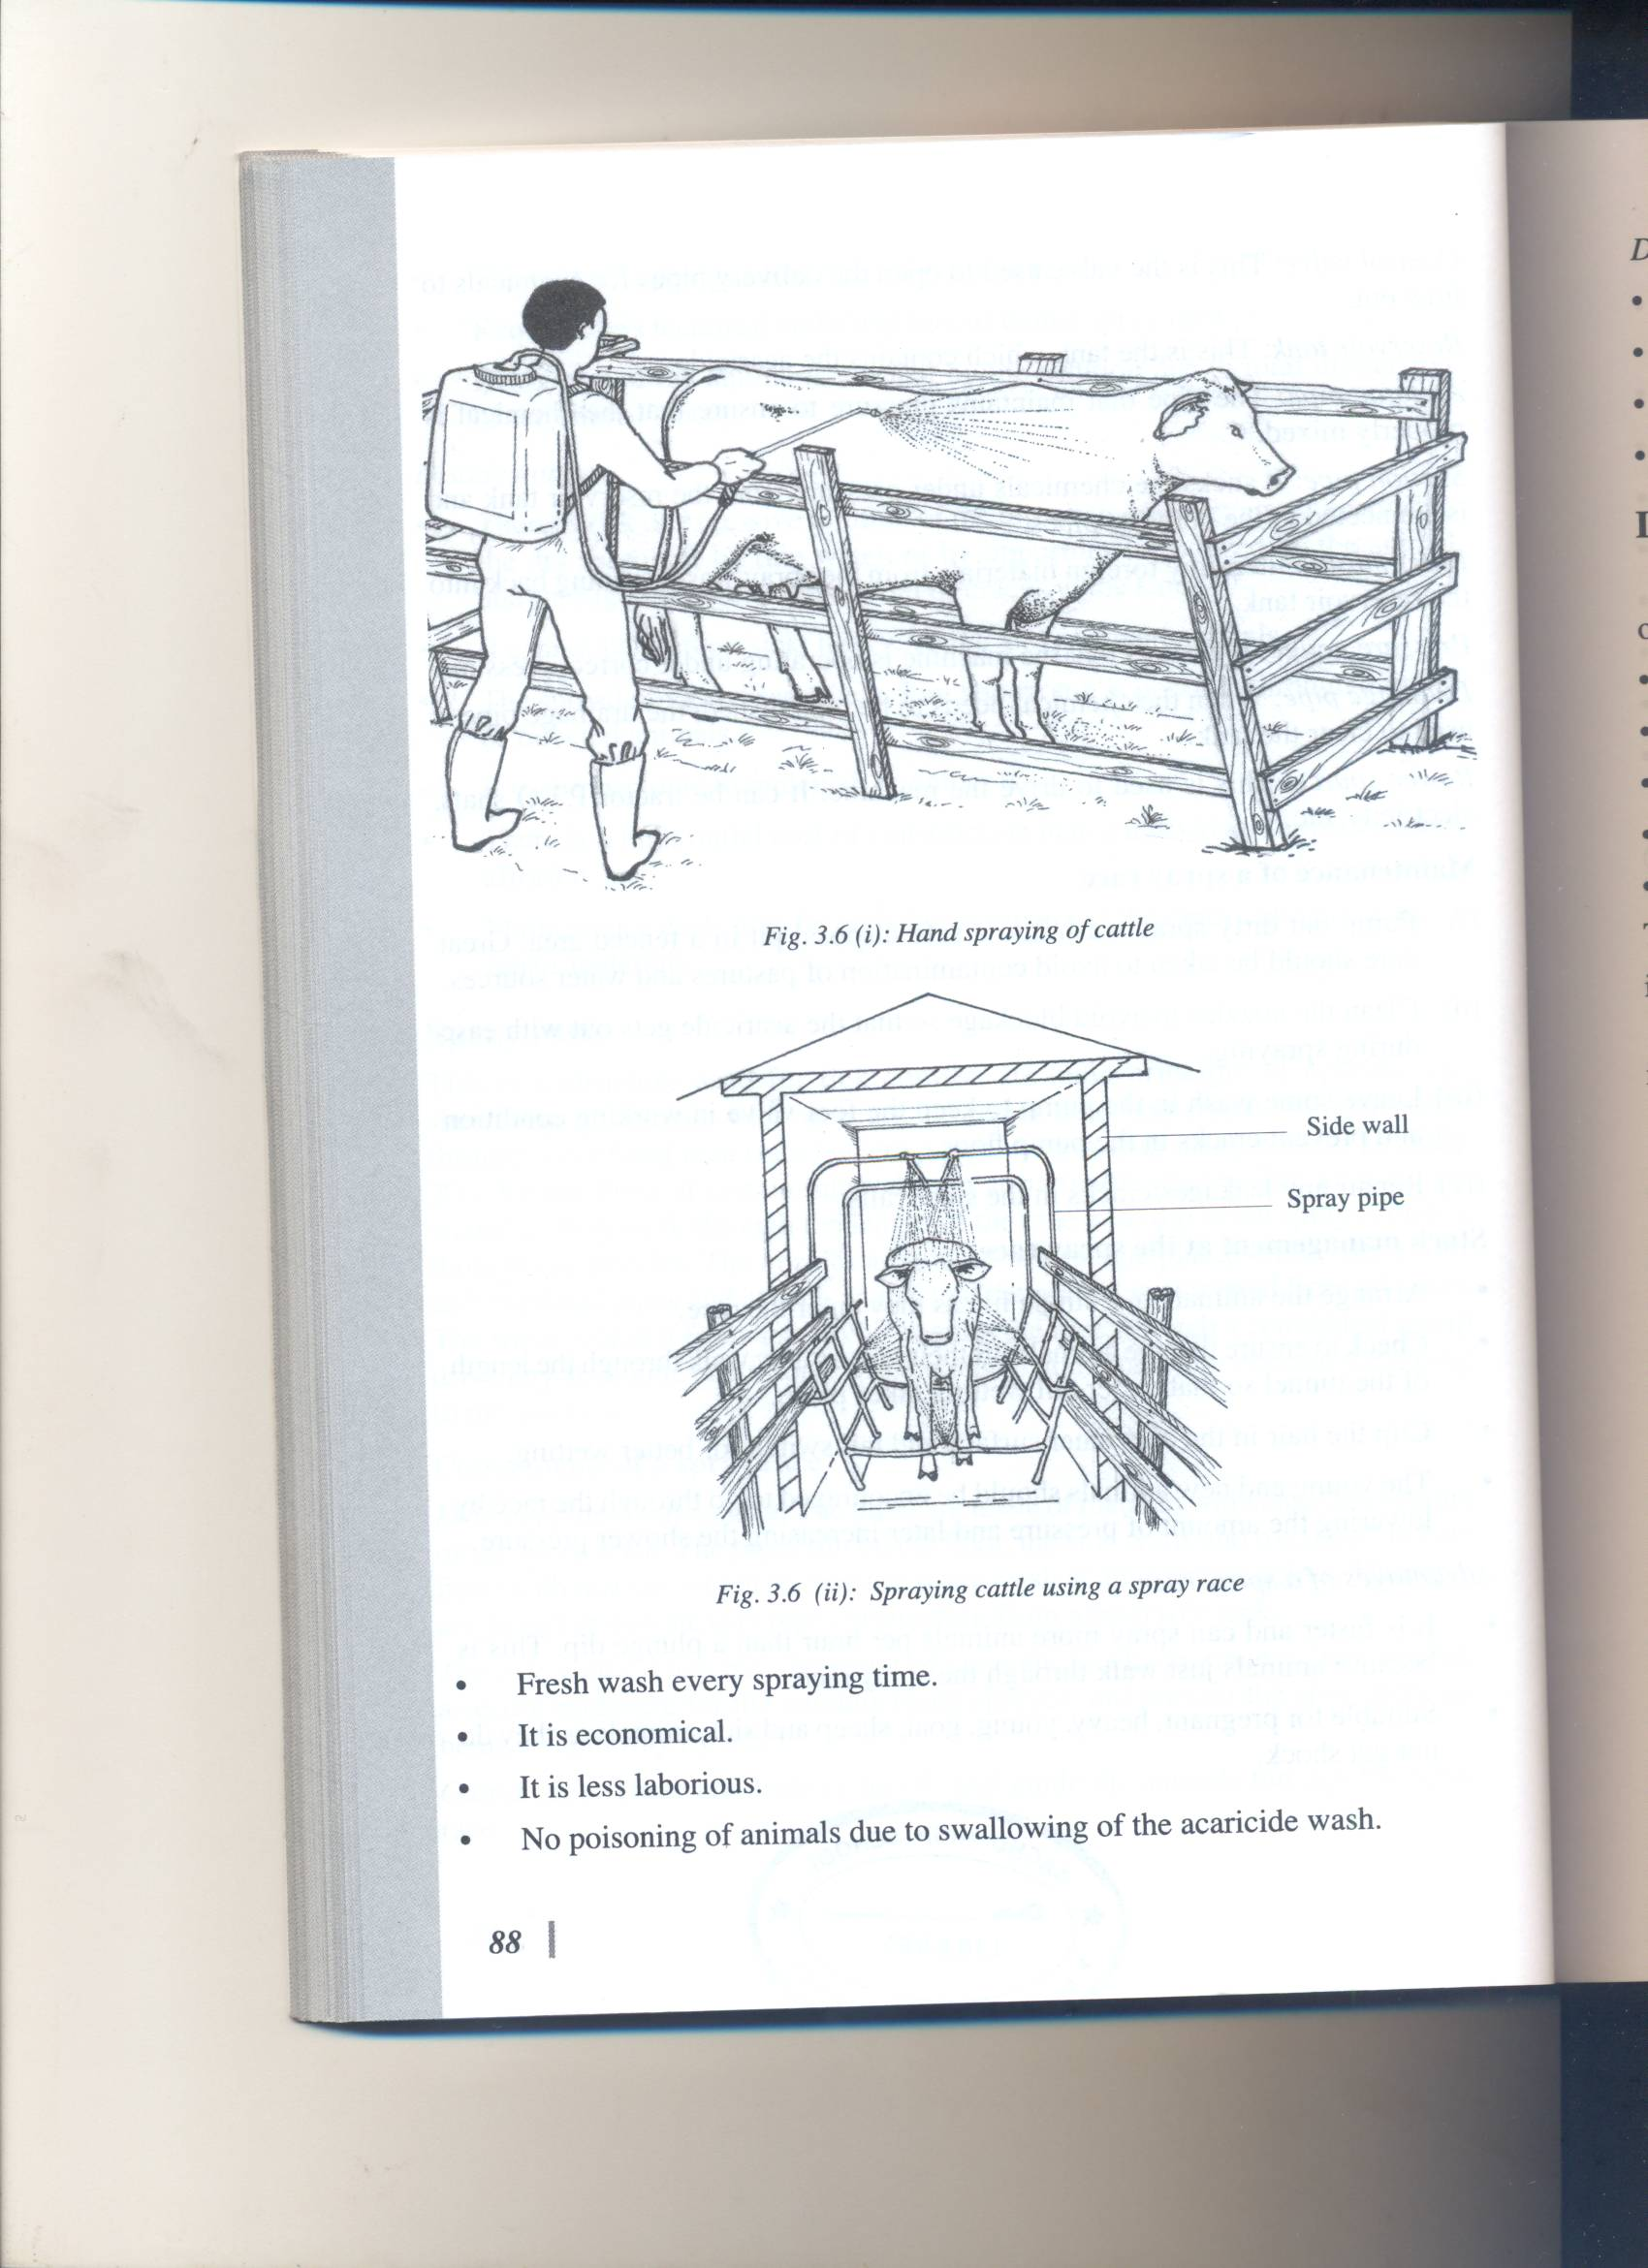 Fig. 3.6 (i): Hand spraying of cattle
Side wall
Spray pipe
Fig. 3.6 (ii): Spraying cattle using a spray race
• Fresh wash every spraying time.
• It is economical.
• It is less laborious.
• No poisoning of animals due to swallowing of the acaricide wash.
88